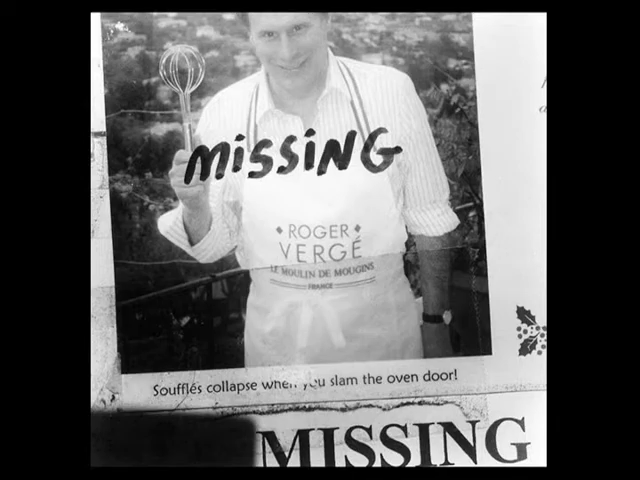 MISSING
ROGER
VERGÉ
LE MOULIN DE MOUGINS
FRANCE
Soufflés collapse when you slam the oven door!
MISSING